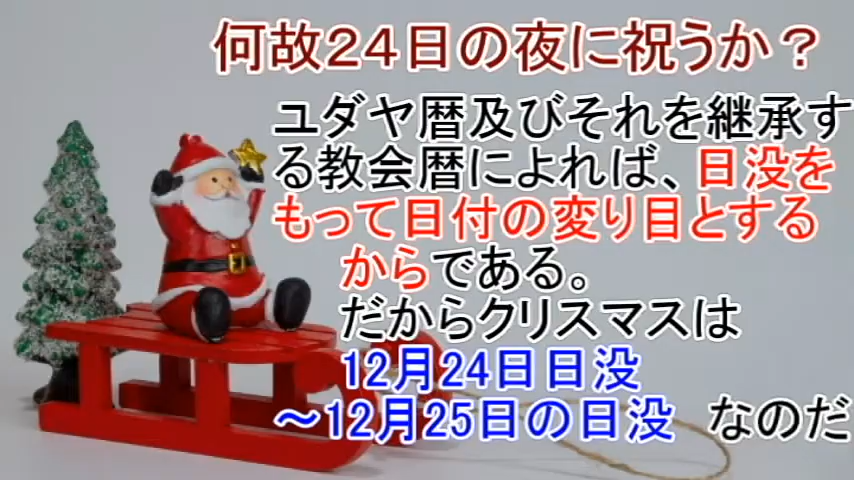 何故２４日の夜に祝うか？
ユダヤ暦及びそれを継承す
る教会暦によれば、日没を
もって日付の変り目とする
からである。
だからクリスマスは
12月24日日没
～12月25日の日没　なのだ